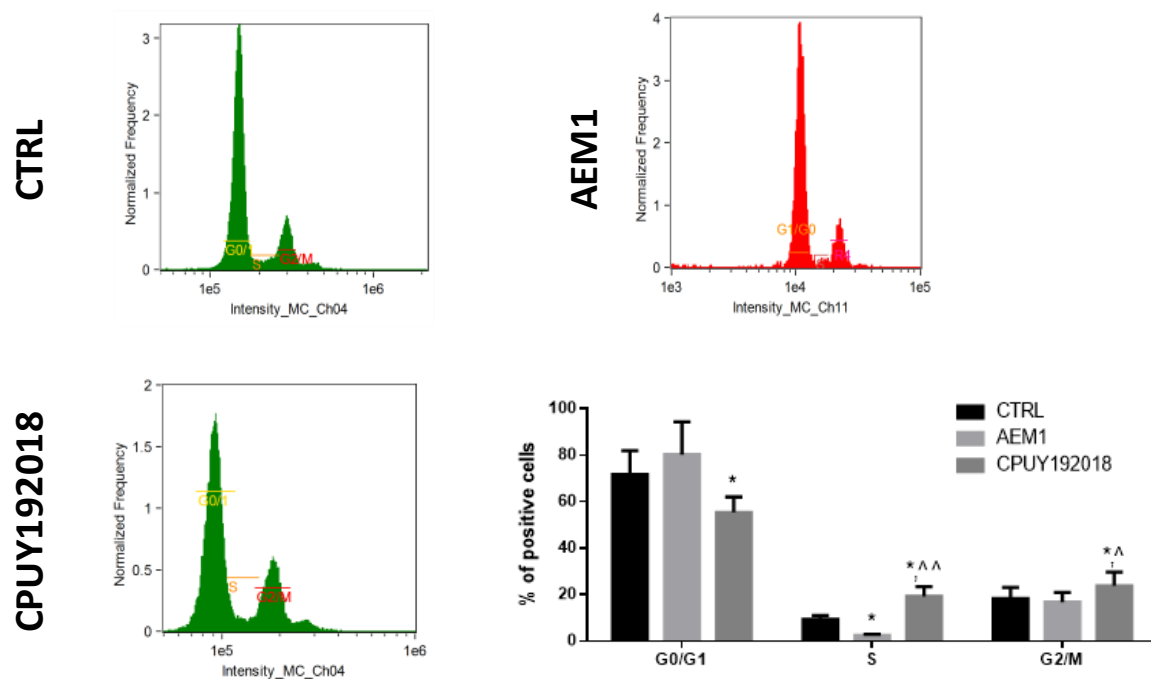 CTRL
Normalized Frequency
3
2
1
0
G0/
S
G2/M
1e5
1e6
Intensity_MC_Ch04
AEM1
Normalized Frequency
4
3
2
1
0
G1/G0
1e3
1e4
1e5
Intensity_MC_Ch11
CPUY192018
Normalized Frequency
2
1.5
1
0.5
0
G0/1
S
G2/M
1e5
1e6
Intensity_MC_Ch04
% of positive cells
100
80
60
40
20
0
CTRL
AEM1
CPUY192018
*
*
*,^^
*,^
G0/G1
S
G2/M